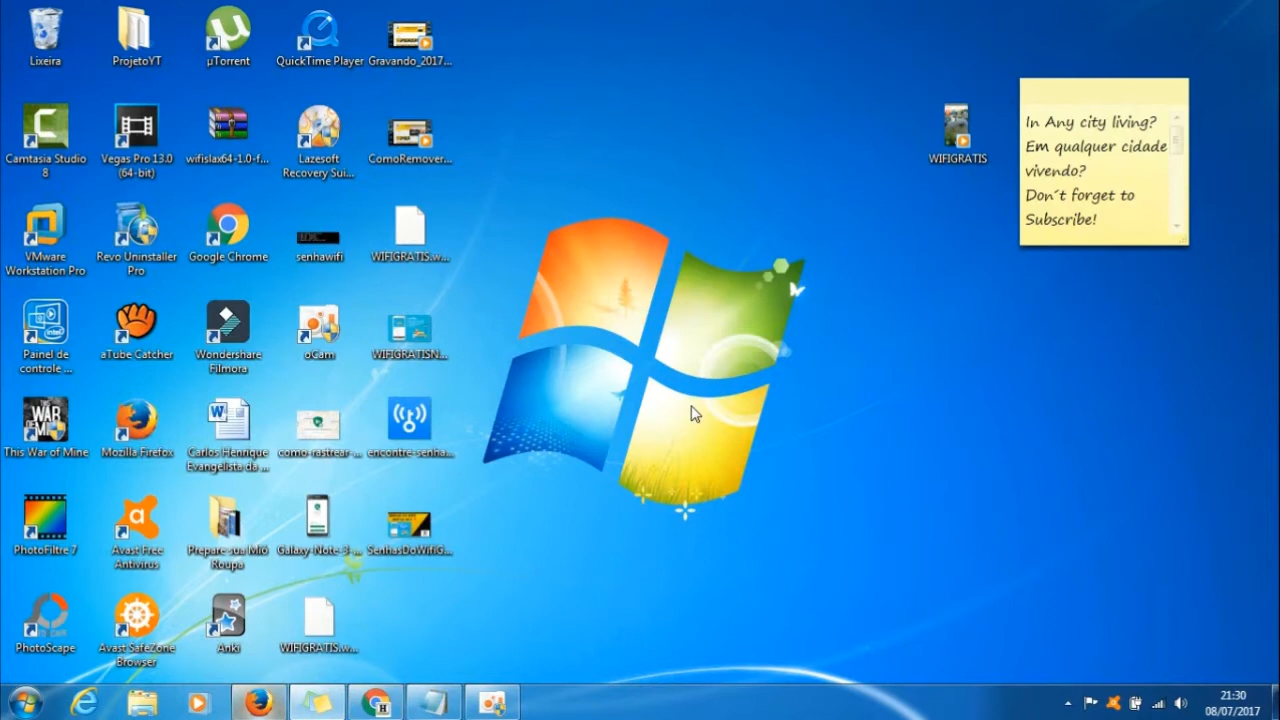 Lixeira
ProjetoYT
µTorrent
QuickTime Player
Gravando_2017...
Camtasia Studio
8
Vegas Pro 13.0
(64-bit)
wifislax64-1.0-f...
Lazesoft
Recovery Sui...
ComoRemover...
WIFIGRATIS
In Any city living?
Em qualquer cidade
vivendo?
Don´t forget to
Subscribe!
VMware
Workstation Pro
Revo Uninstaller
Pro
Google Chrome
senhawifi
WIFIGRATIS.w...
Painel de
controle ...
aTube Catcher
Wondershare
Filmora
oCam
WIFIGRATISN...
This War of Mine
Mozilla Firefox
Carlos Henrique
Evangelista da ...
como-rastrear-...
encontre-senha...
PhotoFiltre 7
Avast Free
Antivirus
Prepare sua Mió
Roupa
Galaxy-Note-3-...
SenhasDoWifiG...
PhotoScape
Avast SafeZone
Browser
Anki
WIFIGRATIS.w...
21:30
08/07/2017